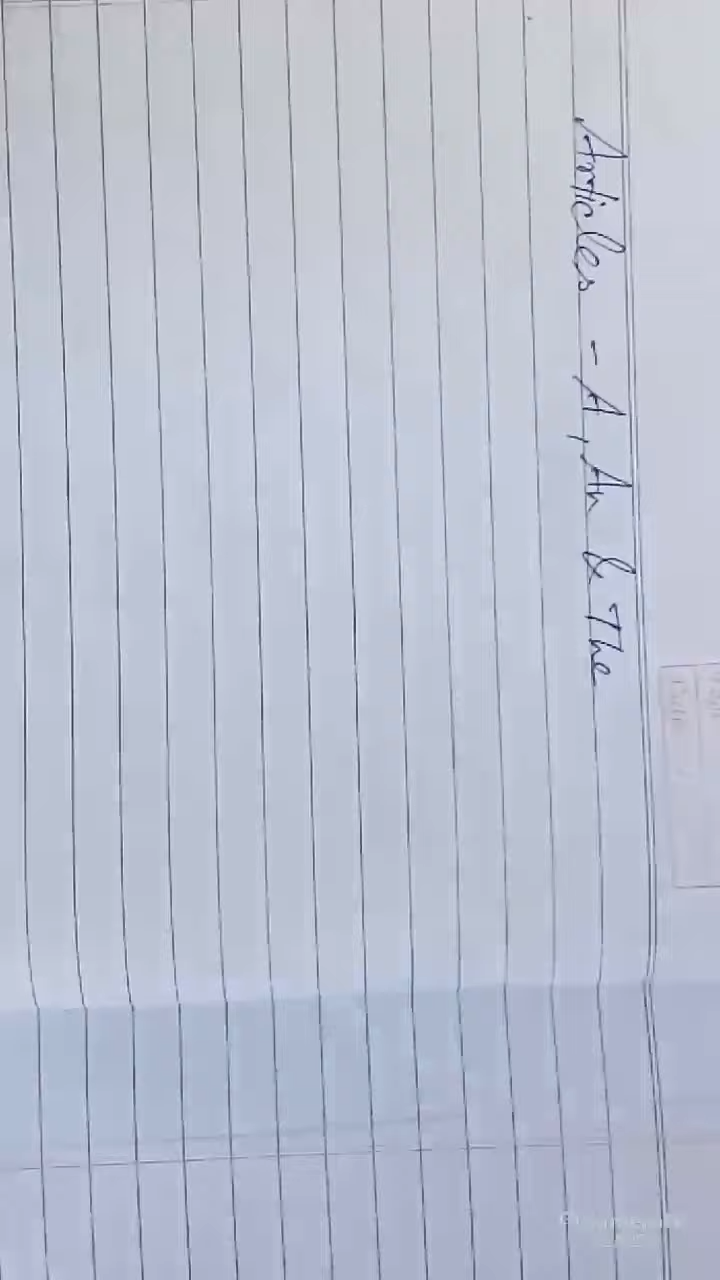 Articles - A, An & The